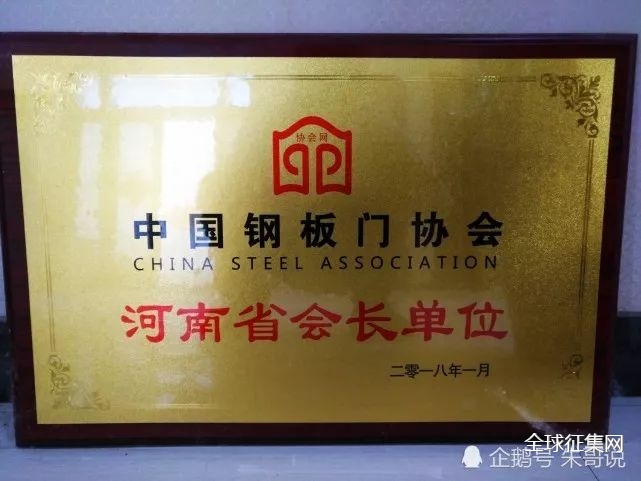 协会网
中国钢板门协会
CHINA STEEL ASSOCIATION
河南省会长单位
二零一八年一月
全球征集网
企鹅号 朱哥说